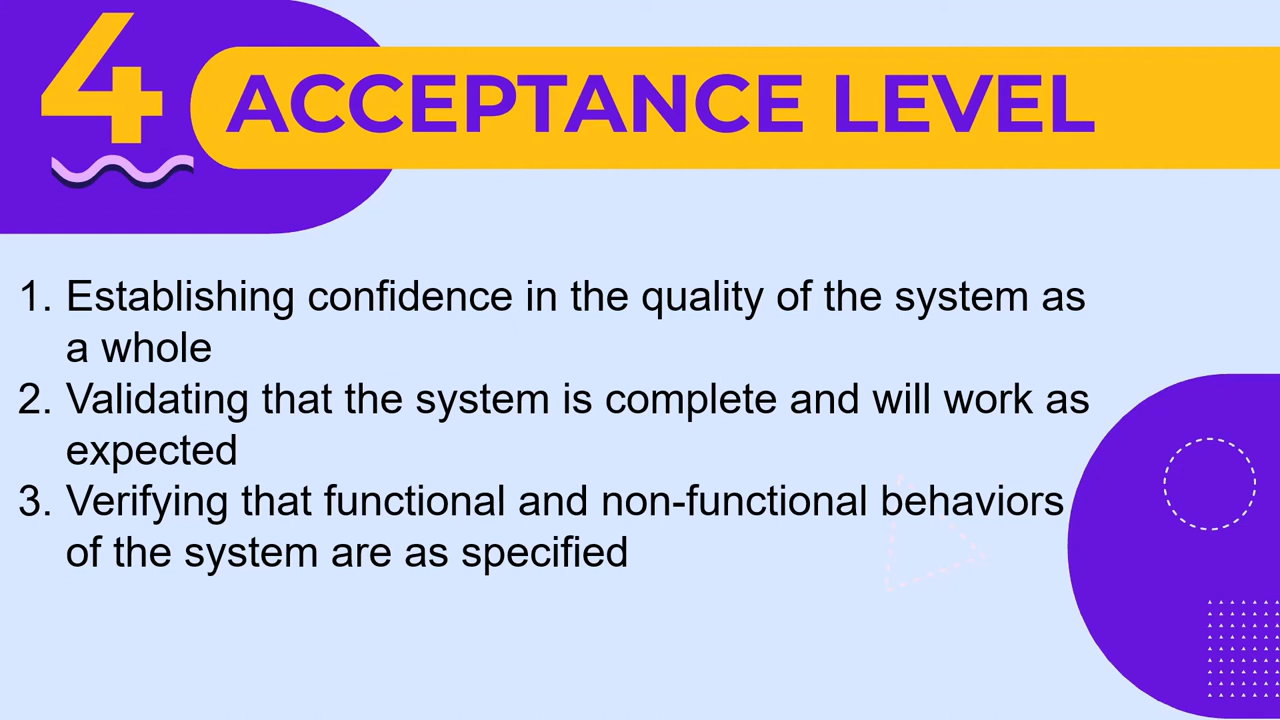 4
ACCEPTANCE LEVEL
1. Establishing confidence in the quality of the system as
a whole
2. Validating that the system is complete and will work as
expected
3. Verifying that functional and non-functional behaviors
of the system are as specified